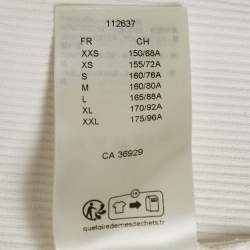 112637
FR CH
XXS 150/68A
XS 155/72A
S 160/76A
M 160/80A
L 165/88A
XL 170/92A
XXL 175/96A
CA 36929
quefairedemesdechets.fr